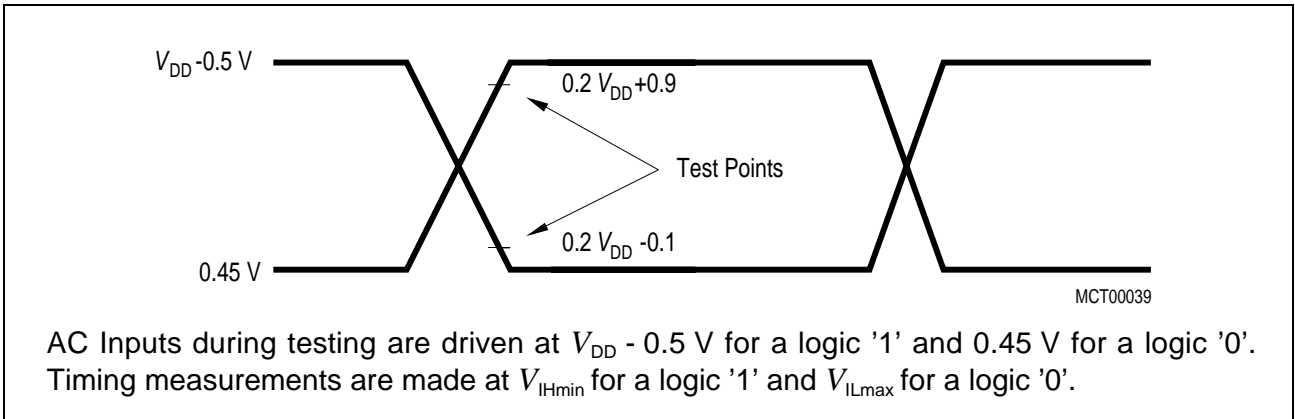 VDD -0.5 V
0.2 VDD+0.9
Test Points
0.2 VDD -0.1
0.45 V
MCT00039
AC Inputs during testing are driven at VDD - 0.5 V for a logic '1' and 0.45 V for a logic '0'.
Timing measurements are made at VIHmin for a logic '1' and VILmax for a logic '0'.